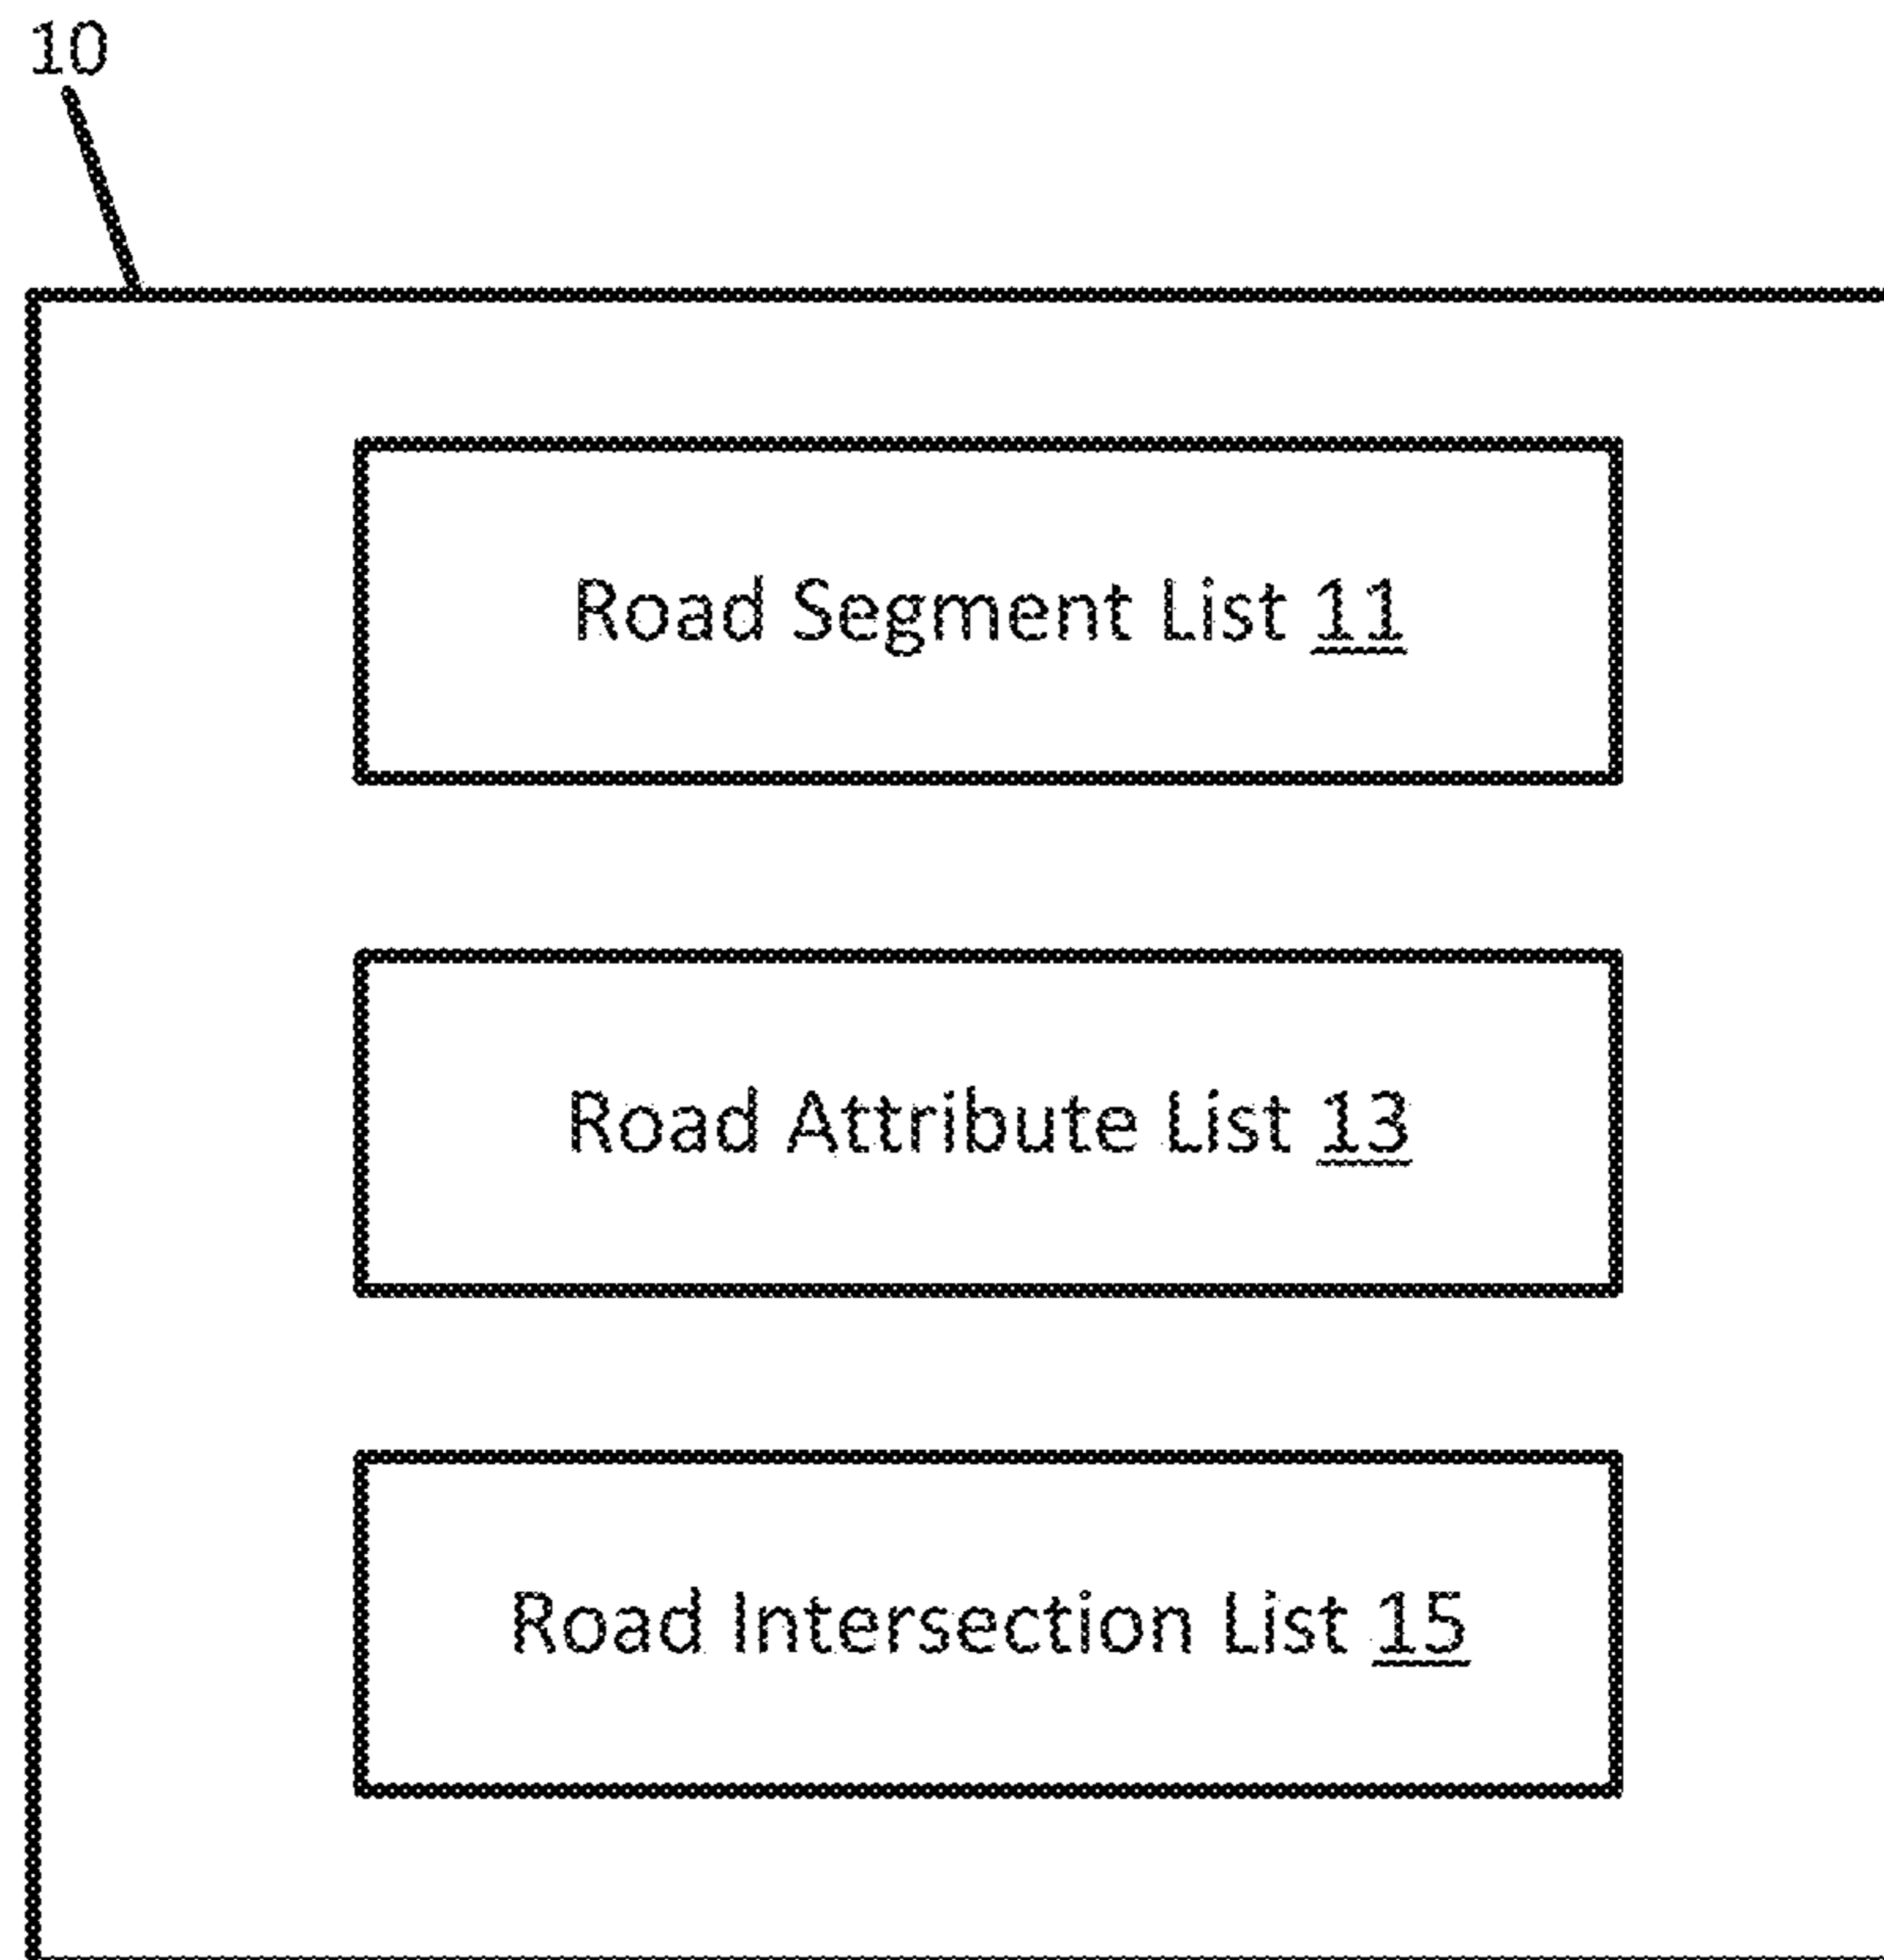 10
Road Segment List 11
Road Attribute List 13
Road Intersection List 15